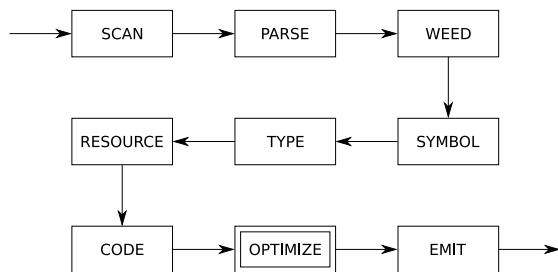 SCAN
PARSE
WEED
SYMBOL
TYPE
RESOURCE
CODE
OPTIMIZE
EMIT